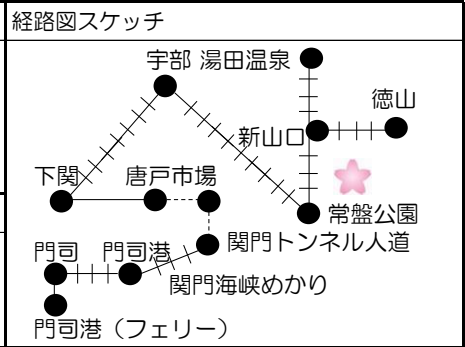 経路図スケッチ
宇部 湯田温泉
徳山
新山口
下関 唐戸市場
常盤公園
関門トンネル人道
門司 門司港
関門海峡めかり
門司港（フェリー）